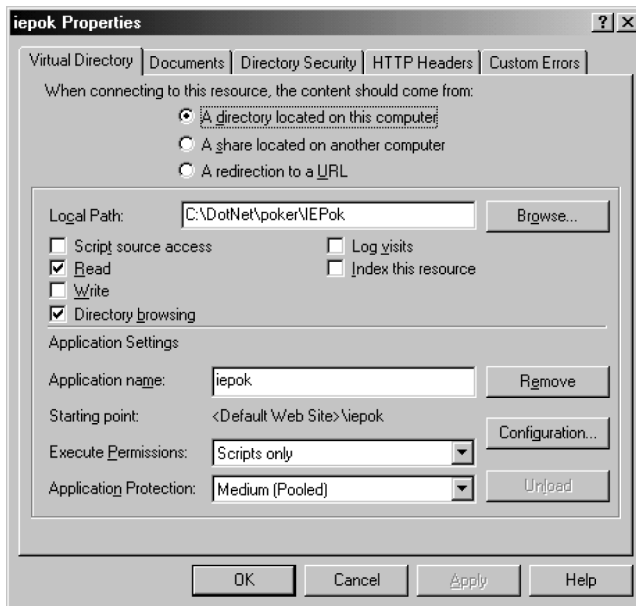 iepok Properties
Virtual Directory Documents Directory Security HTTP Headers Custom Errors
When connecting to this resource, the content should come from:
A directory located on this computer
A share located on another computer
A redirection to a URL
Local Path: C:\DotNet\poker\IEPok Browse...
Script source access Log visits
Read Index this resource
Write
Directory browsing
Application Settings
Application name: iepok Remove
Starting point: <Default Web Site>\iepok
Configuration...
Execute Permissions: Scripts only
Application Protection: Medium (Pooled) Unload
OK Cancel Apply Help